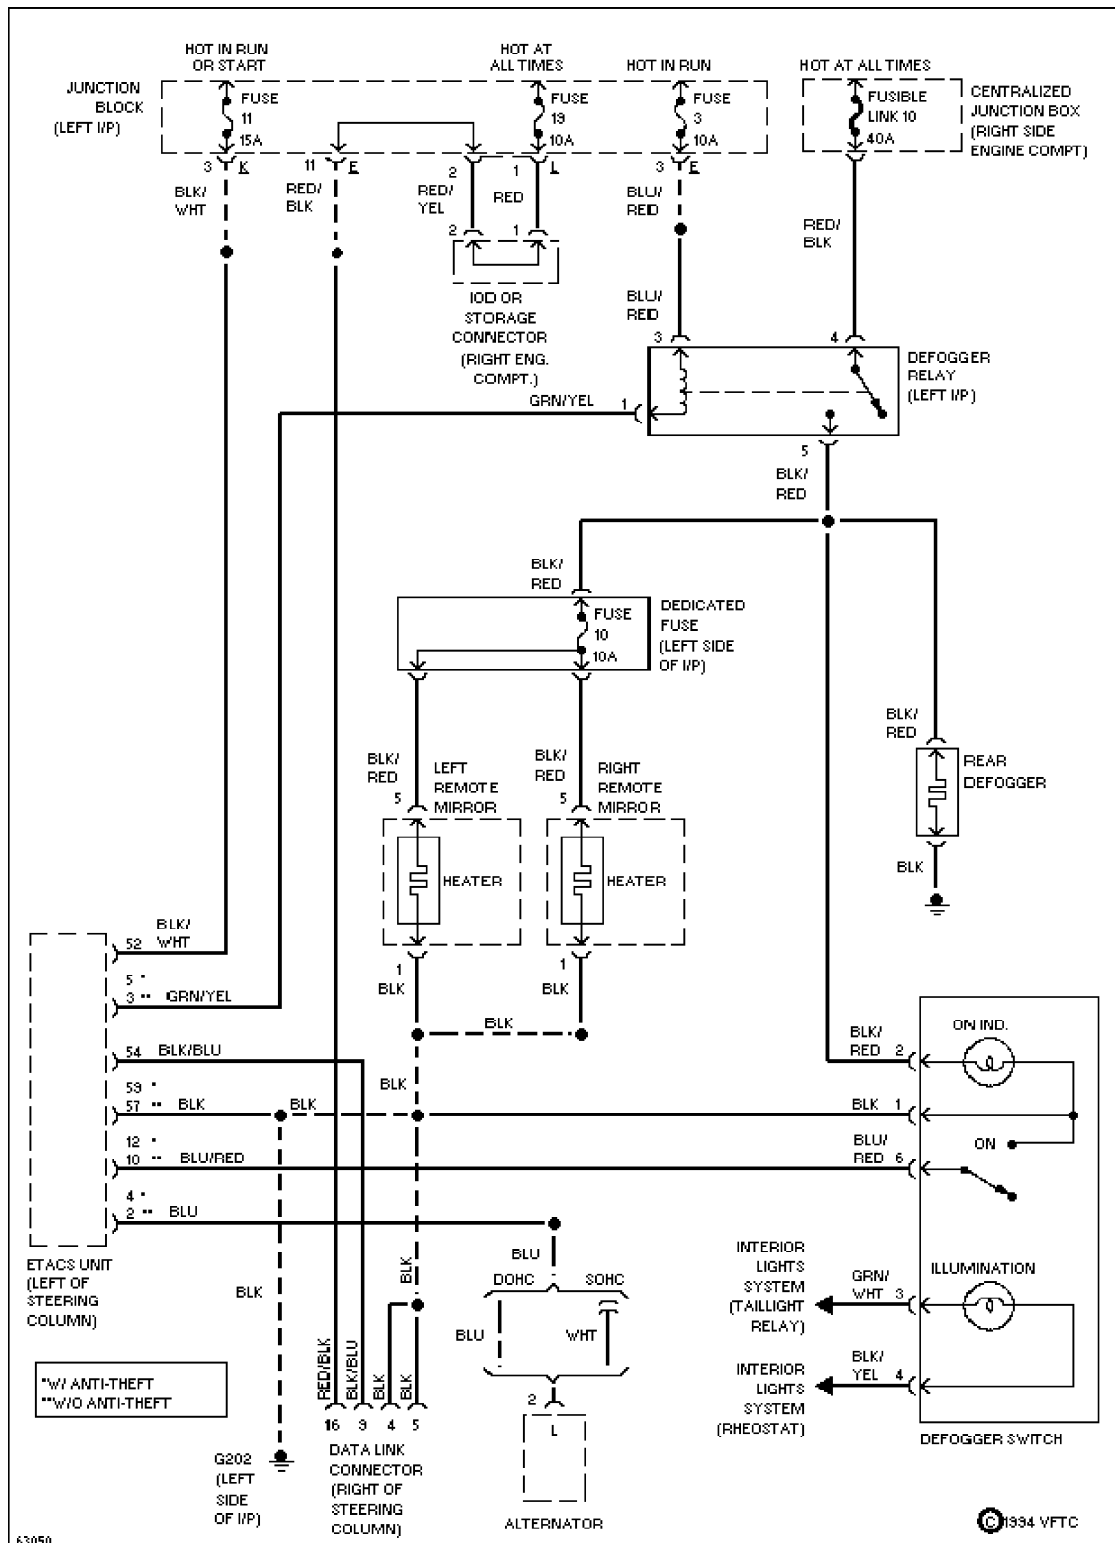 HOT IN RUN
OR START
HOT AT
ALL TIMES
HOT IN RUN
HOT AT ALL TIMES
JUNCTION
BLOCK
(LEFT I/P)
FUSE
11
15A
FUSE
19
10A
FUSE
3
10A
FUSIBLE
LINK 10
40A
CENTRALIZED
JUNCTION BOX
(RIGHT SIDE
ENGINE COMPT)
3 K
11 E
2
1 L
3 E
BLK/
WHT
RED/
BLK
RED/
YEL
RED
BLU/
RED
RED/
BLK
2
1
IOD OR
STORAGE
CONNECTOR
(RIGHT ENG.
COMPT.)
BLU/
RED
3
4
DEFOGGER
RELAY
(LEFT I/P)
GRN/YEL
1
5
BLK/
RED
BLK/
RED
DEDICATED
FUSE
(LEFT SIDE
OF I/P)
FUSE
10
10A
BLK/
RED
REAR
DEFOGGER
BLK
BLK/
RED
5
LEFT
REMOTE
MIRROR
BLK/
RED
5
RIGHT
REMOTE
MIRROR
HEATER
HEATER
1
BLK
1
BLK
BLK
BLK
52
BLK/
WHT
5 *
3 ** GRN/YEL
54 BLK/BLU
59 *
57 ** BLK
BLK
12 *
10 ** BLU/RED
4 *
2 ** BLU
ETACS UNIT
(LEFT OF
STEERING
COLUMN)
BLK/
RED 2
ON IND.
BLK 1
BLU/
RED 6
ON
INTERIOR
LIGHTS
SYSTEM
(TAILLIGHT
RELAY)
GRN/
WHT 3
ILLUMINATION
INTERIOR
LIGHTS
SYSTEM
(RHEOSTAT)
BLK/
YEL 4
DEFOGGER SWITCH
BLK
BLK
BLU
DOHC
SOHC
BLU
WHT
2
L
ALTERNATOR
RED/BLK
BLK/BLU
BLK
BLK
16 9 4 5
DATA LINK
CONNECTOR
(RIGHT OF
STEERING
COLUMN)
*W/ ANTI-THEFT
**W/O ANTI-THEFT
G202
(LEFT
SIDE
OF I/P)
©1994 VFTC
63050